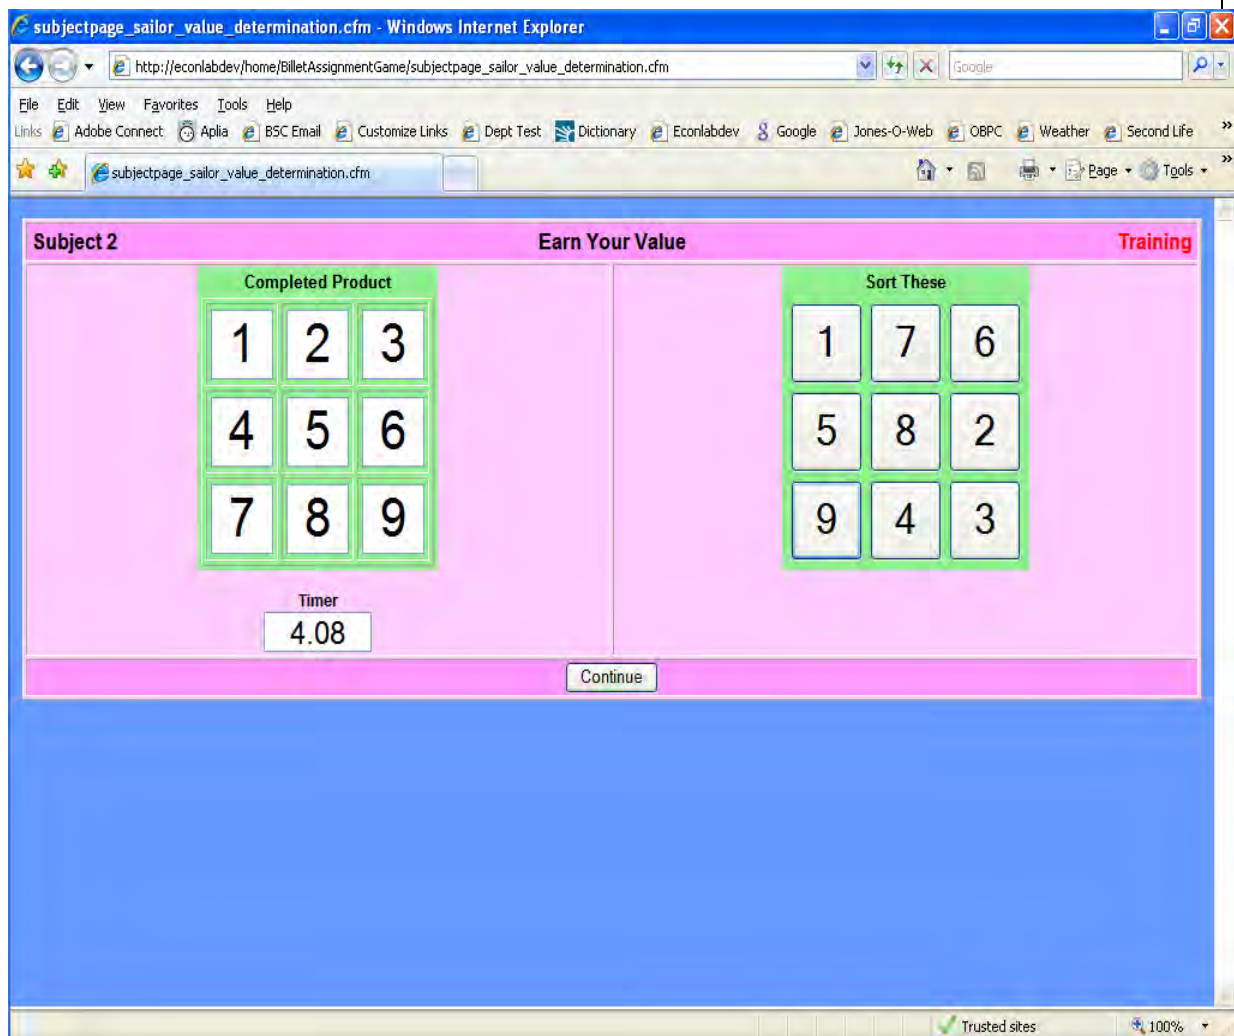 subjectpage_sailor_value_determination.cfm - Windows Internet Explorer
http://econlabdev/home/BilletAssignmentGame/subjectpage_sailor_value_determination.cfm Google
File Edit View Favorites Tools Help
Links Adobe Connect Aplia BSC Email Customize Links Dept Test Dictionary Econlabdev Google Jones-O-Web OBPC Weather Second Life »
subjectpage_sailor_value_determination.cfm Page Tools »
Subject 2 Earn Your Value Training
Completed Product Sort These
1 2 3 1 7 6
4 5 6 5 8 2
7 8 9 9 4 3
Timer
4.08
Continue
Trusted sites 100%